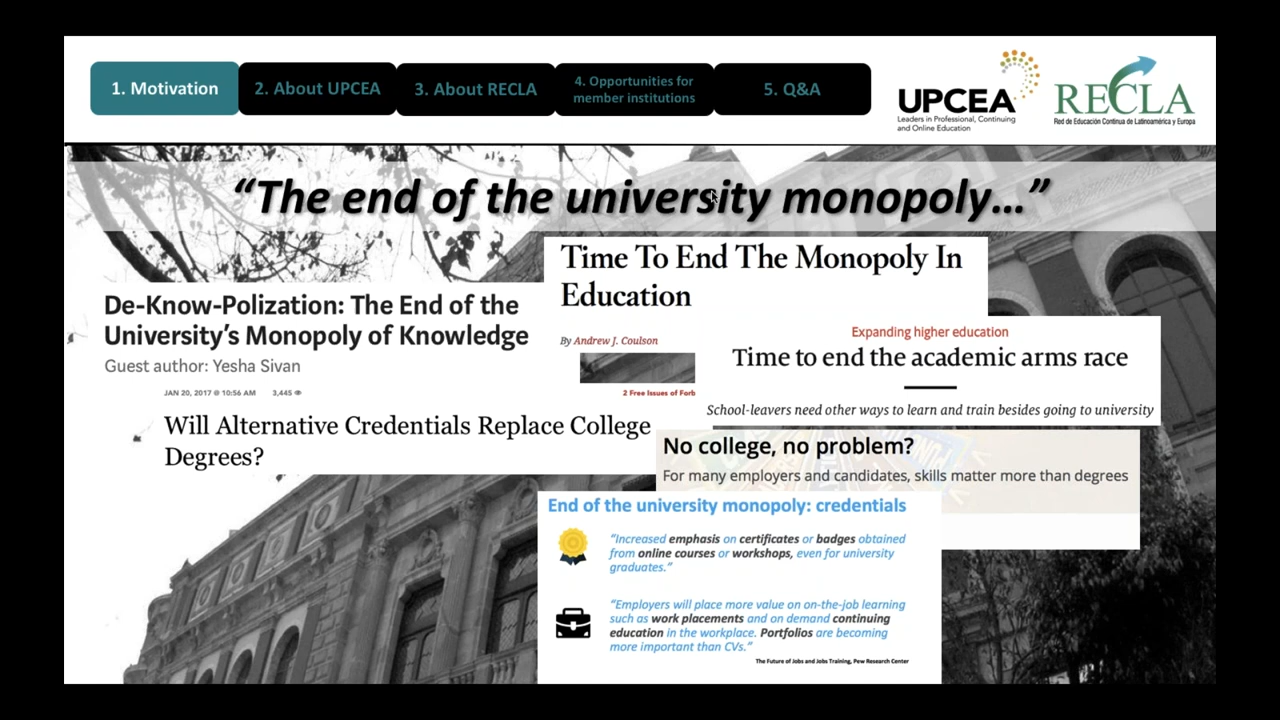 1. Motivation
2. About UPCEA
3. About RECLA
4. Opportunities for
member institutions
5. Q&A
UPCEA
Leaders in Professional, Continuing
and Online Education
RECLA
Red de Educación Continua de Latinoamérica y Europa
“The end of the university monopoly...”
Time To End The Monopoly In
Education
By Andrew J. Coulson
2 Free Issues of Forb
De-Know-Polization: The End of the
University’s Monopoly of Knowledge
Guest author: Yesha Sivan
JAN 20, 2017 @ 10:56 AM 3,445
Will Alternative Credentials Replace College
Degrees?
Expanding higher education
Time to end the academic arms race
School-leavers need other ways to learn and train besides going to university
No college, no problem?
For many employers and candidates, skills matter more than degrees
End of the university monopoly: credentials
“Increased emphasis on certificates or badges obtained
from online courses or workshops, even for university
graduates.”
“Employers will place more value on on-the-job learning
such as work placements and on demand continuing
education in the workplace. Portfolios are becoming
more important than CVs.”
The Future of Jobs and Jobs Training, Pew Research Center